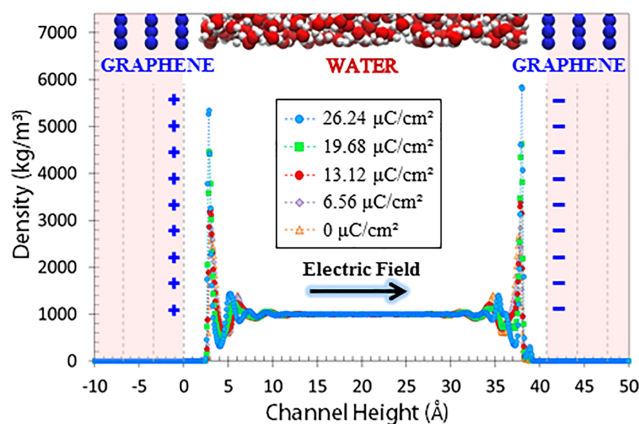 7000
6000
5000
4000
3000
2000
1000
0
Density (kg/m³)
GRAPHENE
WATER
GRAPHENE
26.24 µC/cm²
19.68 µC/cm²
13.12 µC/cm²
6.56 µC/cm²
0 µC/cm²
Electric Field
+
+
+
+
+
+
+
+
+
−
−
−
−
−
−
−
−
−
-10 -5 0 5 10 15 20 25 30 35 40 45 50
Channel Height (Å)